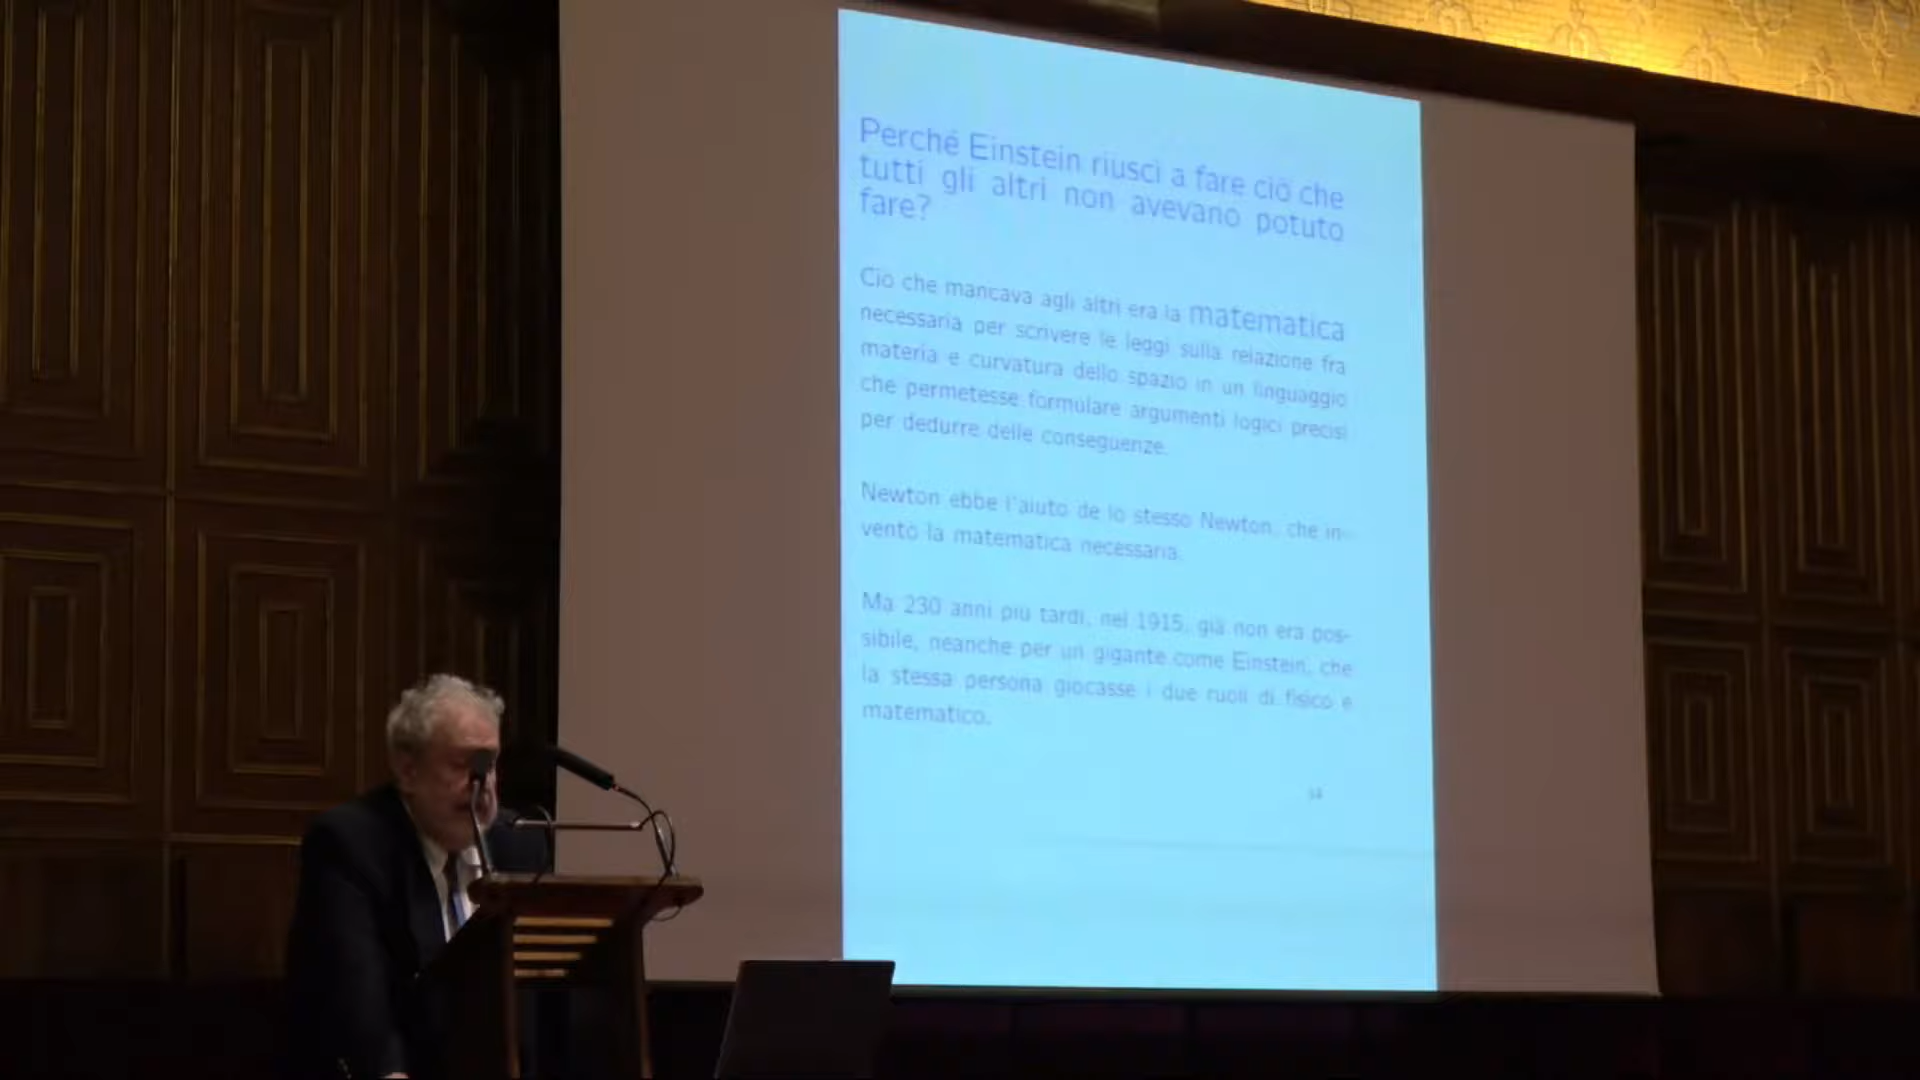 Perché Einstein riuscì a fare ciò che
tutti gli altri non avevano potuto
fare?
Ciò che mancava agli altri era la matematica
necessaria per scrivere le leggi sulla relazione fra
materia e curvatura dello spazio in un linguaggio
che permetesse formulare argumenti logici precisi
per dedurre delle conseguenze.
Newton ebbe l'aiuto de lo stesso Newton, che in-
ventò la matematica necessaria.
Ma 230 anni più tardi, nel 1915, già non era pos-
sibile, neanche per un gigante come Einstein, che
la stessa persona giocasse i due ruoli di fisico e
matematico.